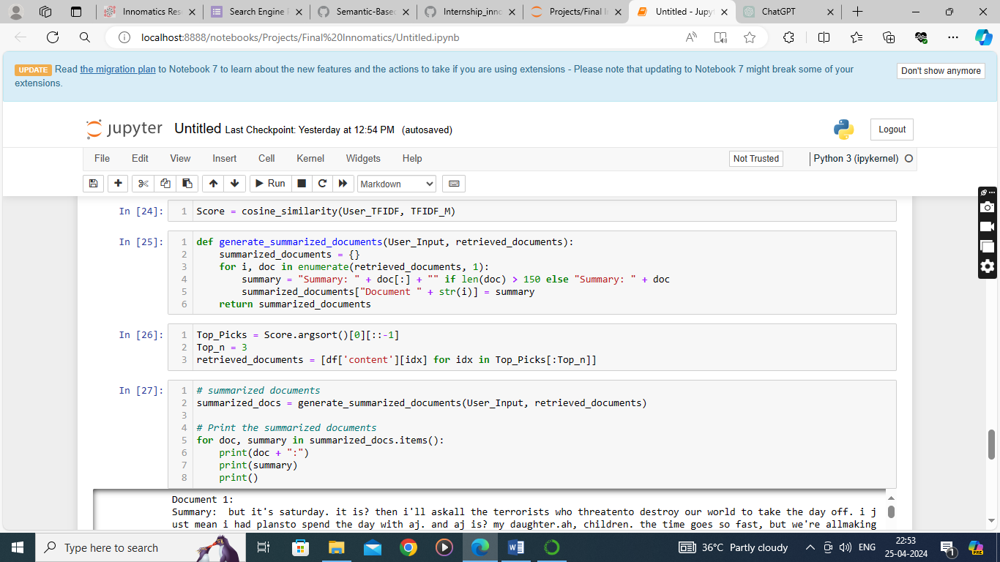 Innomatics Res
Search Engine R
Semantic-Based
Internship_inno
Projects/Final In
Untitled - Jupyt
ChatGPT
localhost:8888/notebooks/Projects/Final%20Innomatics/Untitled.ipynb
UPDATE Read the migration plan to Notebook 7 to learn about the new features and the actions to take if you are using extensions - Please note that updating to Notebook 7 might break some of your
extensions.
Don't show anymore
jupyter Untitled Last Checkpoint: Yesterday at 12:54 PM (autosaved)
Logout
File Edit View Insert Cell Kernel Widgets Help
Not Trusted Python 3 (ipykernel)
Run Markdown
In [24]: 1 Score = cosine_similarity(User_TFIDF, TFIDF_M)
In [25]: 1 def generate_summarized_documents(User_Input, retrieved_documents):
2 summarized_documents = {}
3 for i, doc in enumerate(retrieved_documents, 1):
4 summary = "Summary: " + doc[:] + "" if len(doc) > 150 else "Summary: " + doc
5 summarized_documents["Document " + str(i)] = summary
6 return summarized_documents
In [26]: 1 Top_Picks = Score.argsort()[0][::-1]
2 Top_n = 3
3 retrieved_documents = [df['content'][idx] for idx in Top_Picks[:Top_n]]
In [27]: 1 # summarized documents
2 summarized_docs = generate_summarized_documents(User_Input, retrieved_documents)
3
4 # Print the summarized documents
5 for doc, summary in summarized_docs.items():
6 print(doc + ":")
7 print(summary)
8 print()
Document 1:
Summary: but it's saturday. it is? then i'll askall the terrorists who threatento destroy our world to take the day off. i j
ust mean i had plansto spend the day with aj. and aj is? my daughter.ah, children. the time goes so fast, but we're allmaking
Type here to search
36°C Partly cloudy
ENG
22:53
25-04-2024
1
PRE